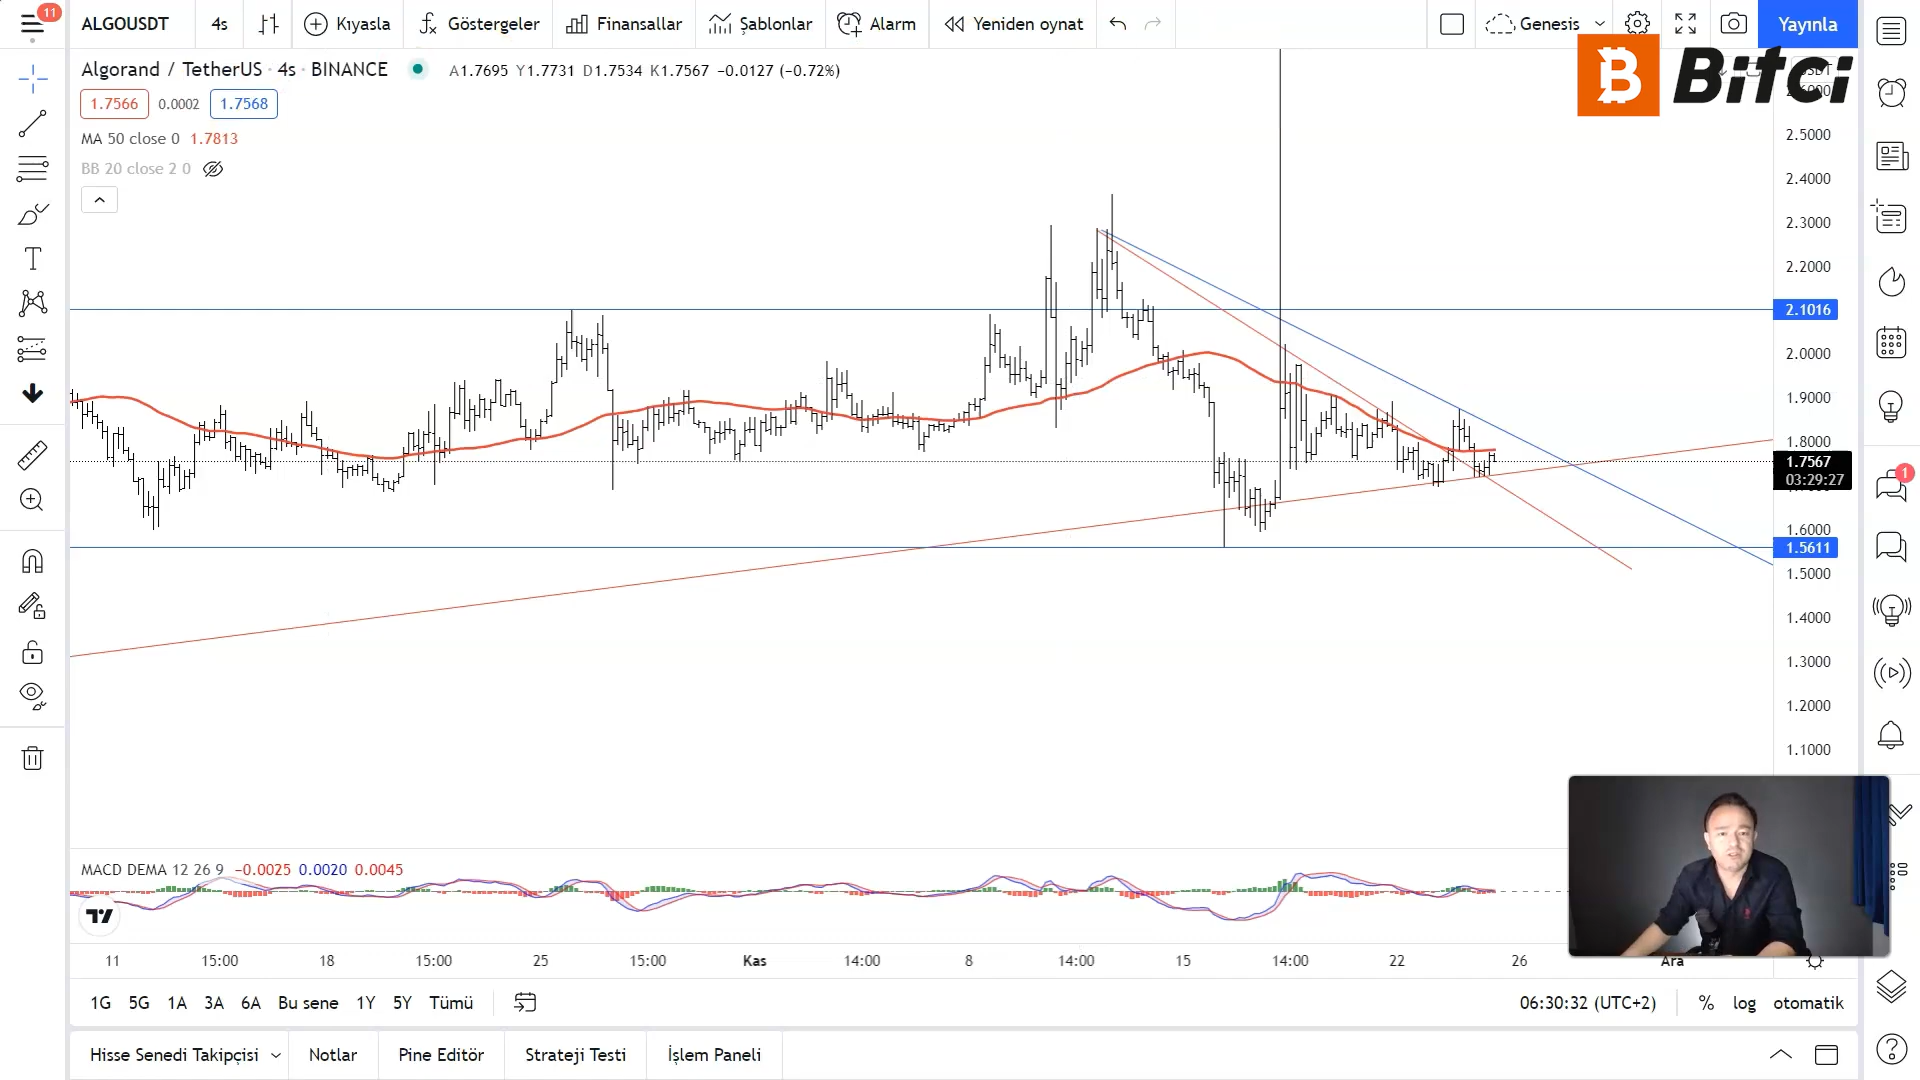 11
ALGOUSDT
4s
Kıyasla
Göstergeler
Finansallar
Şablonlar
Alarm
Yeniden oynat
Genesis
Yayınla
Algorand / TetherUS · 4s · BINANCE
A1.7695 Y1.7731 D1.7534 K1.7567 −0.0127 (−0.72%)
Bitci
1.7566 0.0002 1.7568
MA 50 close 0 1.7813
BB 20 close 2 0
2.5000
2.4000
2.3000
2.2000
2.1016
2.0000
1.9000
1.8000
1.7567
03:29:27
1.6000
1.5611
1.5000
1.4000
1.3000
1.2000
1.1000
1
MACD DEMA 12 26 9 −0.0025 0.0020 0.0045
11 15:00 18 15:00 25 15:00 Kas 14:00 8 14:00 15 14:00 22 26 Ara
1G 5G 1A 3A 6A Bu sene 1Y 5Y Tümü
06:30:32 (UTC+2) % log otomatik
Hisse Senedi Takipçisi Notlar Pine Editör Strateji Testi İşlem Paneli